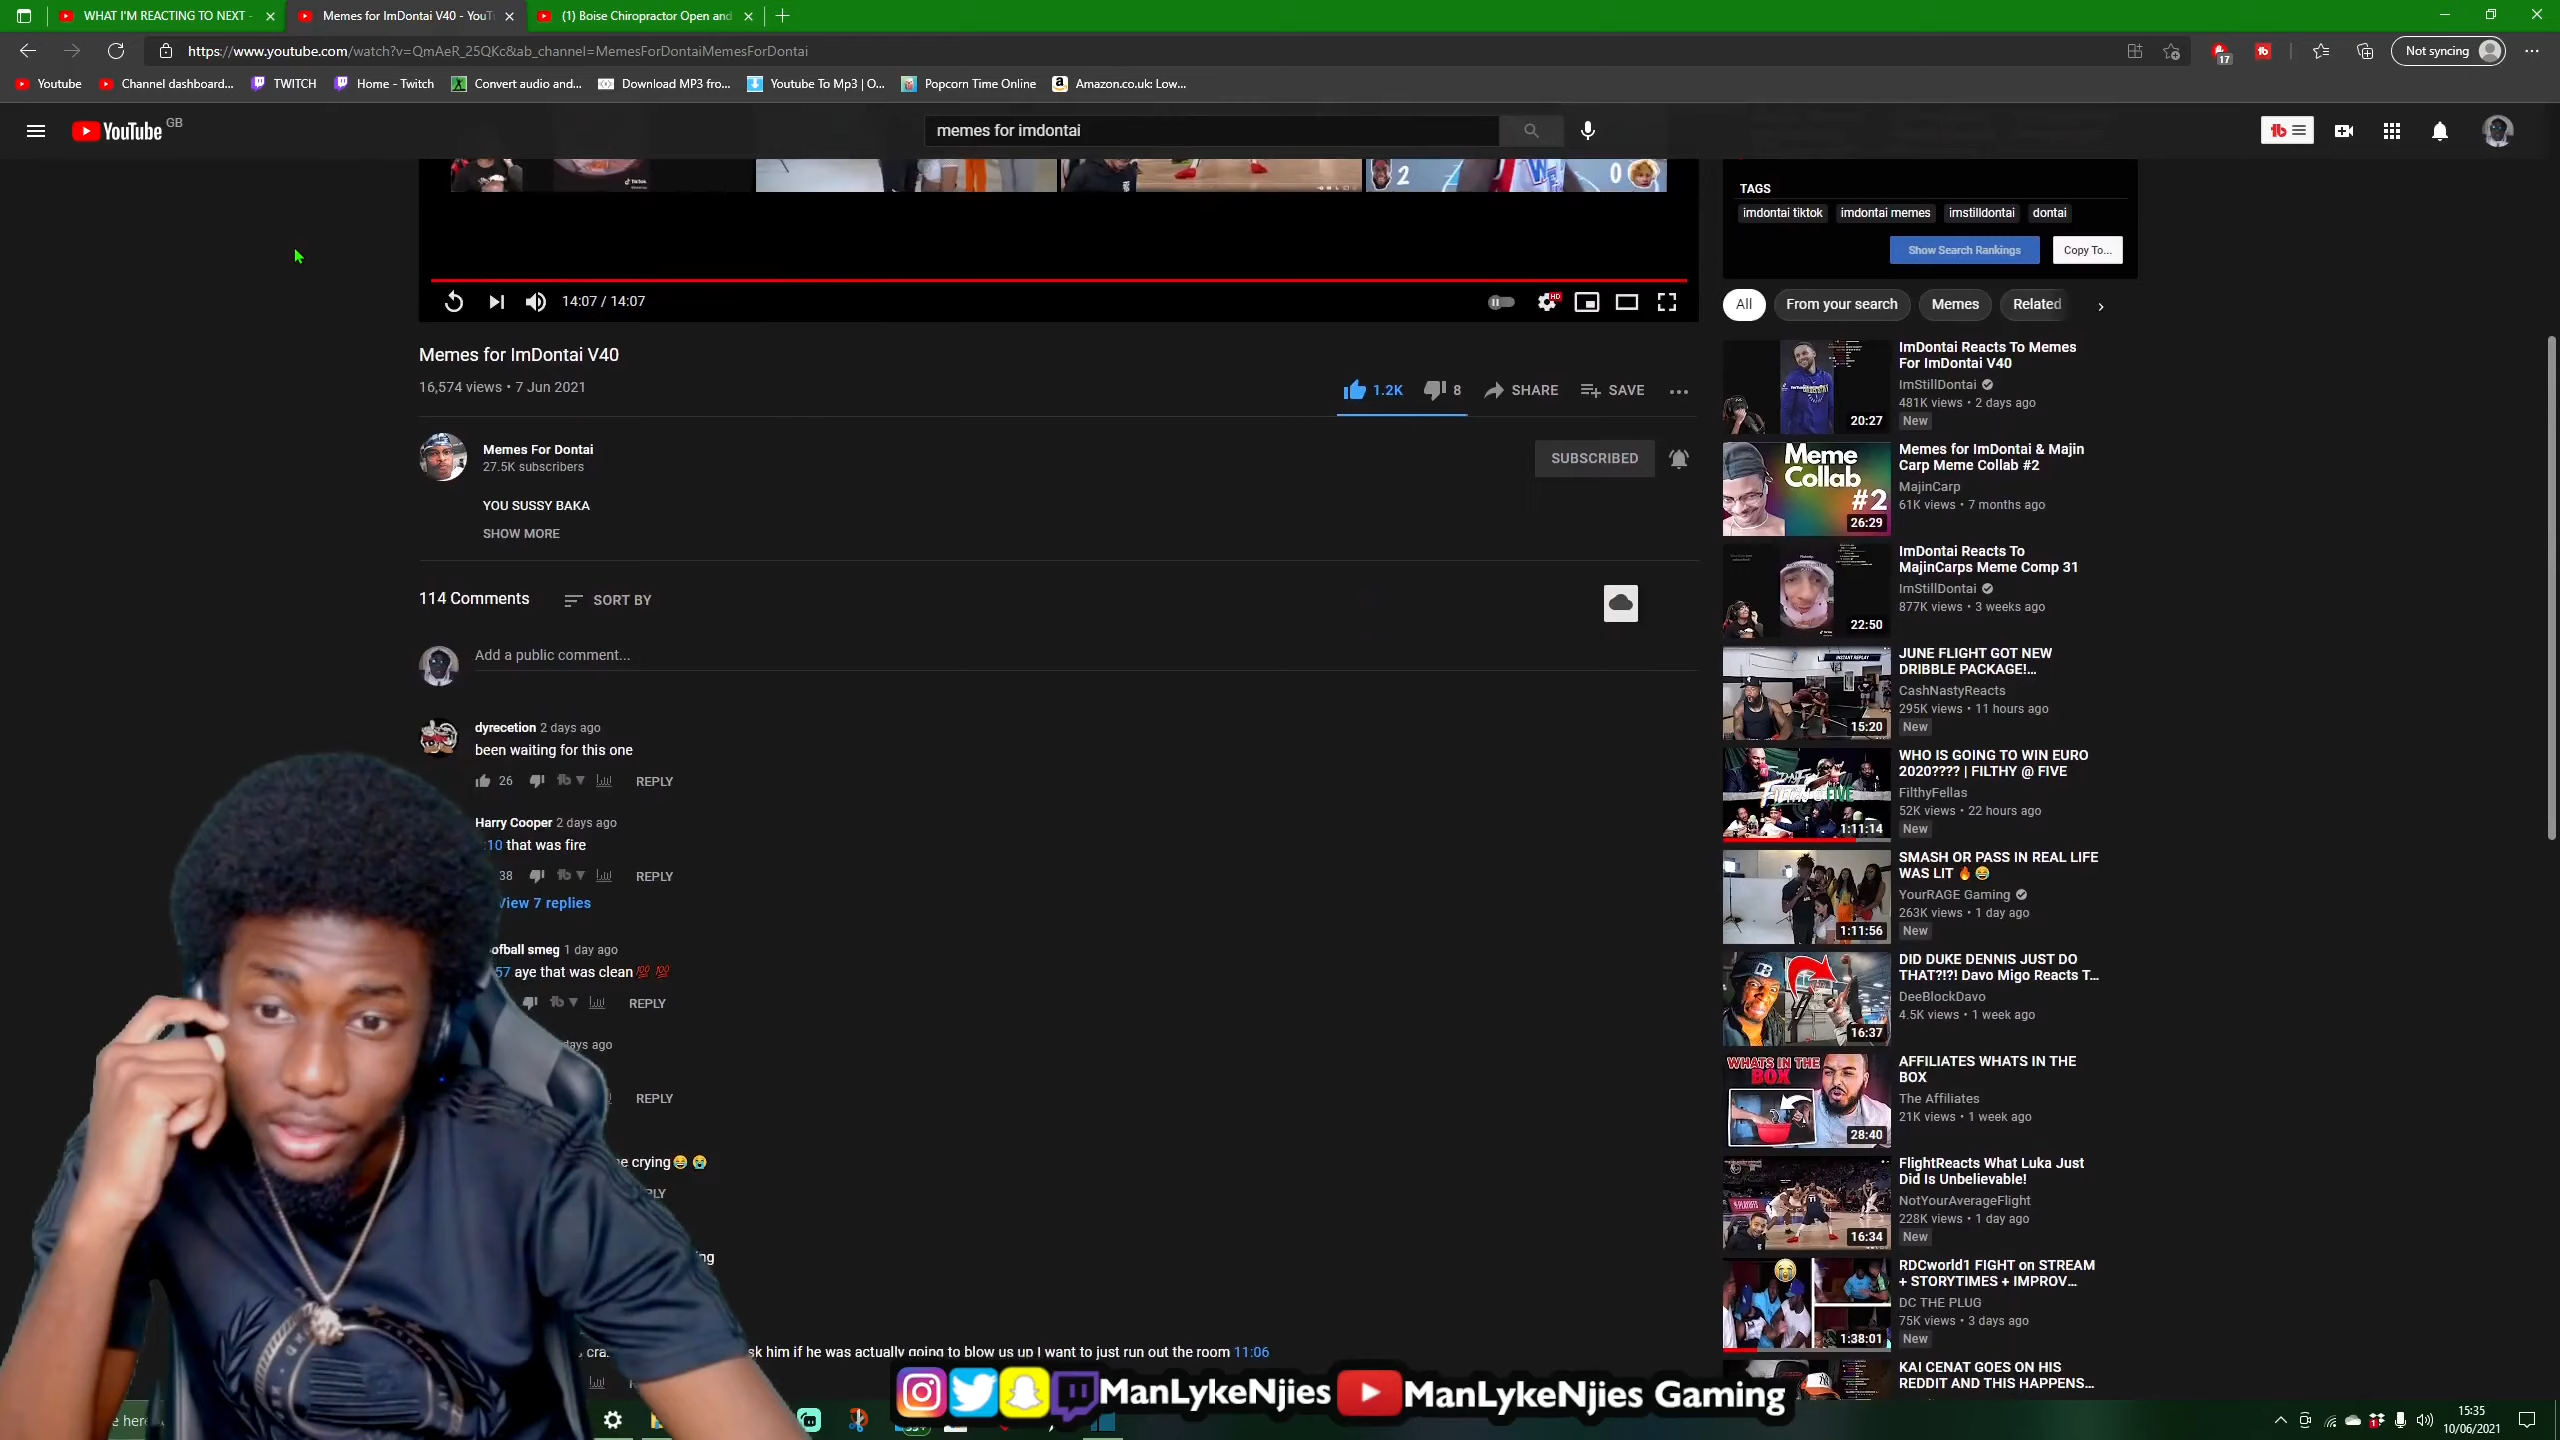 WHAT I'M REACTING TO NEXT -
Memes for ImDontai V40 - YouT
(1) Boise Chiropractor Open and
https://www.youtube.com/watch?v=QmAeR_25QKc&ab_channel=MemesForDontaiMemesForDontai
17
Not syncing
Youtube
Channel dashboard...
TWITCH
Home - Twitch
Convert audio and...
Download MP3 fro...
Youtube To Mp3 | O...
Popcorn Time Online
Amazon.co.uk: Low...
YouTube GB
memes for imdontai
2
0
14:07 / 14:07
HD
Memes for ImDontai V40
16,574 views • 7 Jun 2021
1.2K
8
SHARE
SAVE
Memes For Dontai
27.5K subscribers
SUBSCRIBED
YOU SUSSY BAKA
SHOW MORE
114 Comments
SORT BY
Add a public comment...
dyrecetion 2 days ago
been waiting for this one
26
REPLY
Harry Cooper 2 days ago
:10 that was fire
38
REPLY
View 7 replies
ofball smeg 1 day ago
57 aye that was clean💯 💯
REPLY
days ago
REPLY
crying😂 😭
sk him if he was actually going to blow us up I want to just run out the room 11:06
TAGS
imdontai tiktok
imdontai memes
imstilldontai
dontai
Show Search Rankings
Copy To...
All
From your search
Memes
Related
ImDontai Reacts To Memes
For ImDontai V40
ImStillDontai
481K views • 2 days ago
New
20:27
Meme
Collab
#2
26:29
Memes for ImDontai & Majin
Carp Meme Collab #2
MajinCarp
61K views • 7 months ago
ImDontai Reacts To
MajinCarps Meme Comp 31
ImStillDontai
877K views • 3 weeks ago
22:50
JUNE FLIGHT GOT NEW
DRIBBLE PACKAGE!...
CashNastyReacts
295K views • 11 hours ago
New
INSTANT REPLAY
15:20
WHO IS GOING TO WIN EURO
2020???? | FILTHY @ FIVE
FilthyFellas
52K views • 22 hours ago
New
1:11:14
SMASH OR PASS IN REAL LIFE
WAS LIT 🔥 😂
YourRAGE Gaming
263K views • 1 day ago
New
1:11:56
DID DUKE DENNIS JUST DO
THAT?!?! Davo Migo Reacts T...
DeeBlockDavo
4.5K views • 1 week ago
16:37
WHATS IN THE
BOX
28:40
AFFILIATES WHATS IN THE
BOX
The Affiliates
21K views • 1 week ago
FlightReacts What Luka Just
Did Is Unbelievable!
NotYourAverageFlight
228K views • 1 day ago
New
16:34
RDCworld1 FIGHT on STREAM
+ STORYTIMES + IMPROV...
DC THE PLUG
75K views • 3 days ago
New
1:38:01
KAI CENAT GOES ON HIS
REDDIT AND THIS HAPPENS...
ManLykeNjies
ManLykeNjies Gaming
15:35
10/06/2021